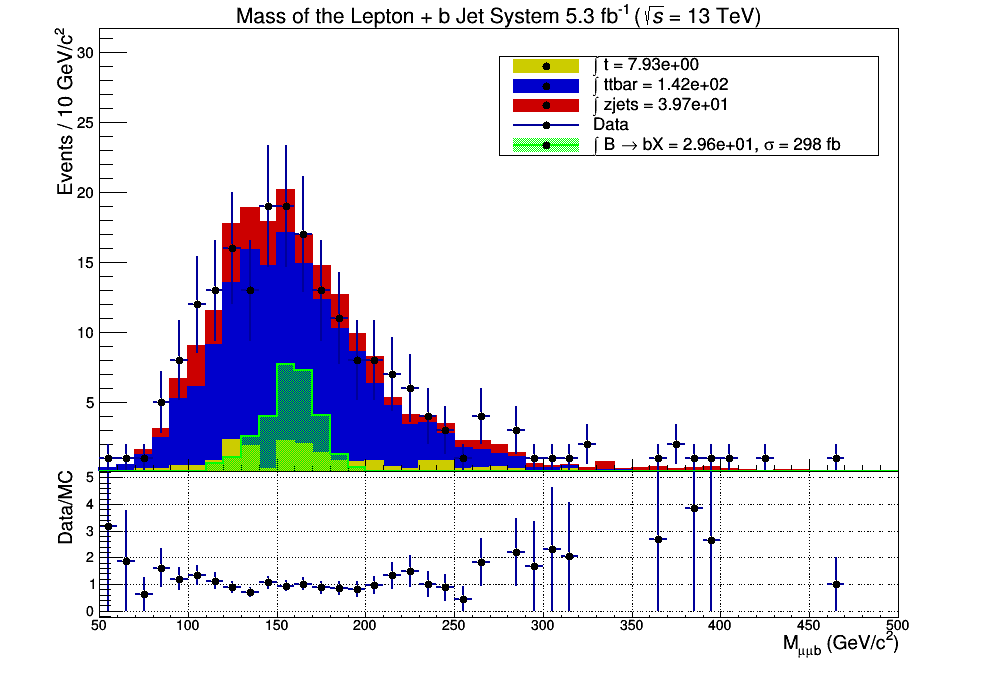 Mass of the Lepton + b Jet System 5.3 fb⁻¹ (√s = 13 TeV)
Events / 10 GeV/c²
30
25
20
15
10
5
∫ t = 7.93e+00
∫ ttbar = 1.42e+02
∫ zjets = 3.97e+01
Data
∫ B → bX = 2.96e+01, σ = 298 fb
Data/MC
5
4
3
2
1
0
50 100 150 200 250 300 350 400 450 500
M_μμb (GeV/c²)